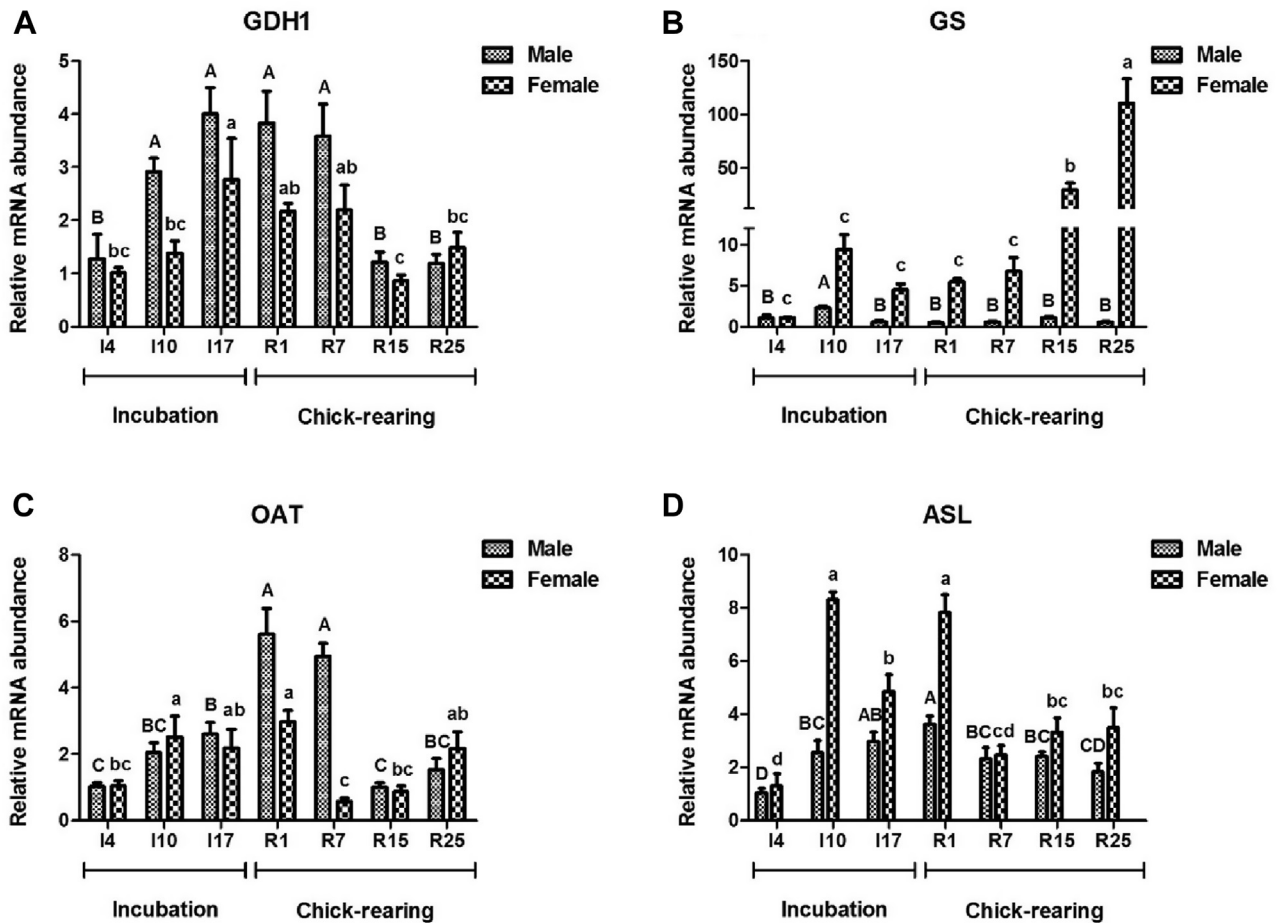 A
GDH1
Relative mRNA abundance
5
4
3
2
1
0
Male
Female
B bc A bc A a A ab A ab B c B bc
I4 I10 I17 R1 R7 R15 R25
Incubation Chick-rearing
B
GS
Relative mRNA abundance
150
100
50
10
5
0
Male
Female
B c A c B c B c B c B b B a
I4 I10 I17 R1 R7 R15 R25
Incubation Chick-rearing
C
OAT
Relative mRNA abundance
8
6
4
2
0
Male
Female
C bc BC a B ab A a A c C bc BC ab
I4 I10 I17 R1 R7 R15 R25
Incubation Chick-rearing
D
ASL
Relative mRNA abundance
10
8
6
4
2
0
Male
Female
D d BC a AB b A a BC cd BC bc CD bc
I4 I10 I17 R1 R7 R15 R25
Incubation Chick-rearing